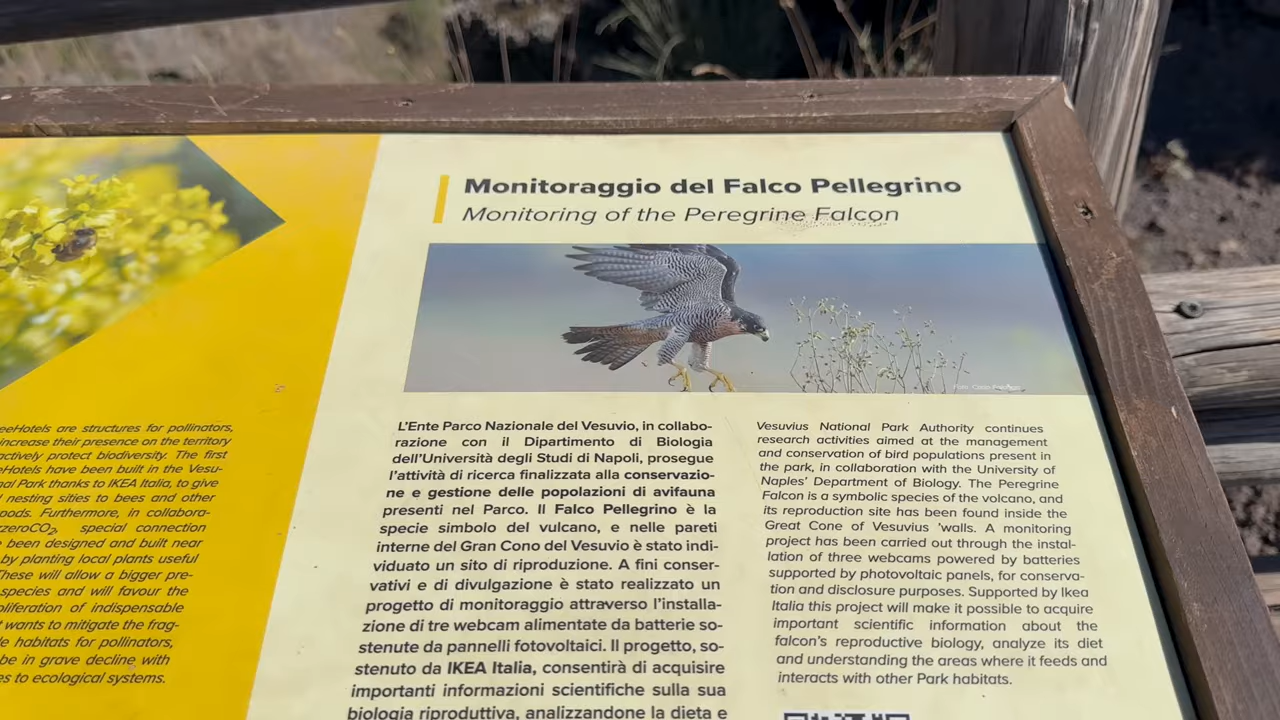 Monitoraggio del Falco Pellegrino
Monitoring of the Peregrine Falcon
eeHotels are structures for pollinators,
increase their presence on the territory
actively protect biodiversity. The first
Hotels have been built in the Vesu-
nal Park thanks to IKEA Italia, to give
nesting sities to bees and other
pods. Furthermore, in collabora-
zeroCO2, special connection
been designed and built near
by planting local plants useful
These will allow a bigger pre-
species and will favour the
oliferation of indispensable
wants to mitigate the frag-
le habitats for pollinators,
be in grave decline with
es to ecological systems.
L'Ente Parco Nazionale del Vesuvio, in collabo-
razione con il Dipartimento di Biologia
dell'Università degli Studi di Napoli, prosegue
l'attività di ricerca finalizzata alla conservazio-
ne e gestione delle popolazioni di avifauna
presenti nel Parco. Il Falco Pellegrino è la
specie simbolo del vulcano, e nelle pareti
interne del Gran Cono del Vesuvio è stato indi-
viduato un sito di riproduzione. A fini conser-
vativi e di divulgazione è stato realizzato un
progetto di monitoraggio attraverso l'installa-
zione di tre webcam alimentate da batterie so-
stenute da pannelli fotovoltaici. Il progetto, so-
stenuto da IKEA Italia, consentirà di acquisire
importanti informazioni scientifiche sulla sua
biologia riproduttiva, analizzandone la dieta e
Vesuvius National Park Authority continues
research activities aimed at the management
and conservation of bird populations present in
the park, in collaboration with the University of
Naples' Department of Biology. The Peregrine
Falcon is a symbolic species of the volcano, and
its reproduction site has been found inside the
Great Cone of Vesuvius 'walls. A monitoring
project has been carried out through the instal-
lation of three webcams powered by batteries
supported by photovoltaic panels, for conserva-
tion and disclosure purposes. Supported by Ikea
Italia this project will make it possible to acquire
important scientific information about the
falcon's reproductive biology, analyze its diet
and understanding the areas where it feeds and
interacts with other Park habitats.